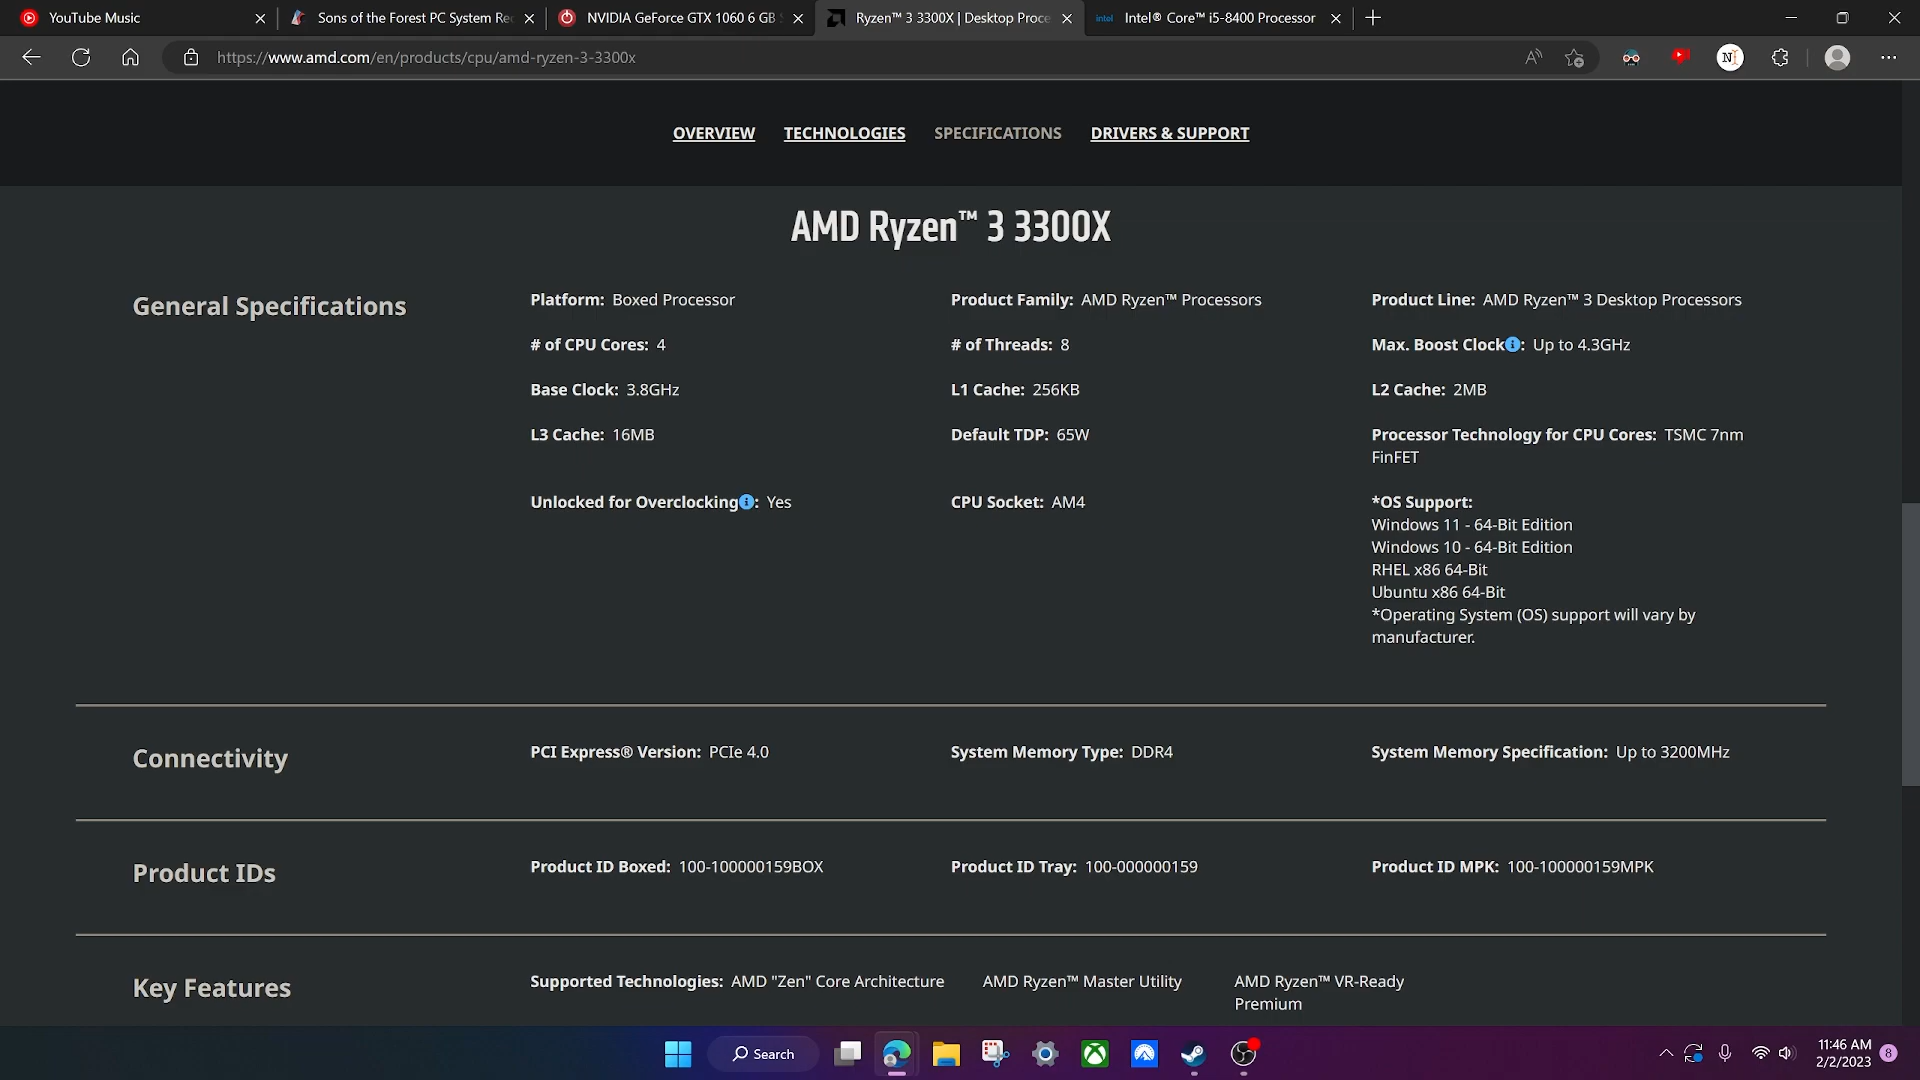 YouTube Music
Sons of the Forest PC System Re
NVIDIA GeForce GTX 1060 6 GB
Ryzen™ 3 3300X | Desktop Proce
intel
Intel® Core™ i5-8400 Processor
https://www.amd.com/en/products/cpu/amd-ryzen-3-3300x
OVERVIEW
TECHNOLOGIES
SPECIFICATIONS
DRIVERS & SUPPORT
AMD Ryzen™ 3 3300X
General Specifications
Platform: Boxed Processor
Product Family: AMD Ryzen™ Processors
Product Line: AMD Ryzen™ 3 Desktop Processors
# of CPU Cores: 4
# of Threads: 8
Max. Boost Clock: Up to 4.3GHz
Base Clock: 3.8GHz
L1 Cache: 256KB
L2 Cache: 2MB
L3 Cache: 16MB
Default TDP: 65W
Processor Technology for CPU Cores: TSMC 7nm
FinFET
Unlocked for Overclocking: Yes
CPU Socket: AM4
*OS Support:
Windows 11 - 64-Bit Edition
Windows 10 - 64-Bit Edition
RHEL x86 64-Bit
Ubuntu x86 64-Bit
*Operating System (OS) support will vary by
manufacturer.
Connectivity
PCI Express® Version: PCIe 4.0
System Memory Type: DDR4
System Memory Specification: Up to 3200MHz
Product IDs
Product ID Boxed: 100-100000159BOX
Product ID Tray: 100-000000159
Product ID MPK: 100-100000159MPK
Key Features
Supported Technologies: AMD "Zen" Core Architecture
AMD Ryzen™ Master Utility
AMD Ryzen™ VR-Ready
Premium
Search
11:46 AM
2/2/2023
8